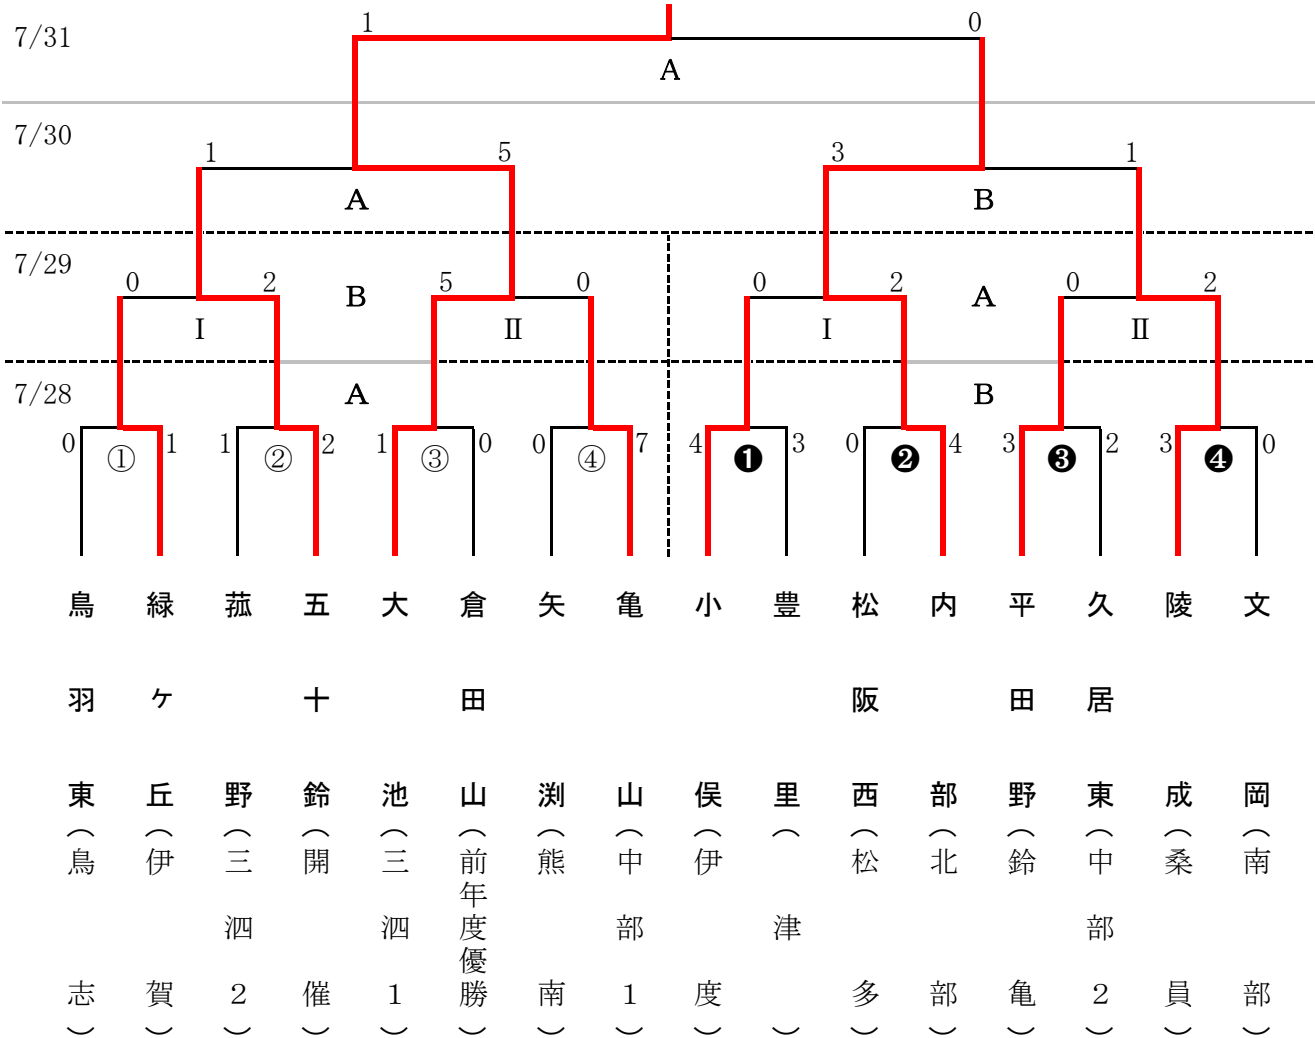 7/31
1
0
A
7/30
1
5
3
1
A
B
7/29
0
2
B
5
0
0
2
A
0
2
Ⅰ
Ⅱ
Ⅰ
Ⅱ
7/28
A
B
0
①
1
1
②
2
1
③
0
0
④
7
4
❶
3
0
❷
4
3
❸
2
3
❹
0
鳥羽東(鳥志)
緑ケ丘(伊賀)
菰野(三泗2)
五十鈴(開催)
大池(三泗1)
倉田山(前年度優勝)
矢渕(熊南)
亀山(中部1)
小俣(伊度)
豊里(津)
松阪西(松多)
内部(北部)
平田野(鈴亀)
久居東(中部2)
陵成(桑員)
文岡(南部)